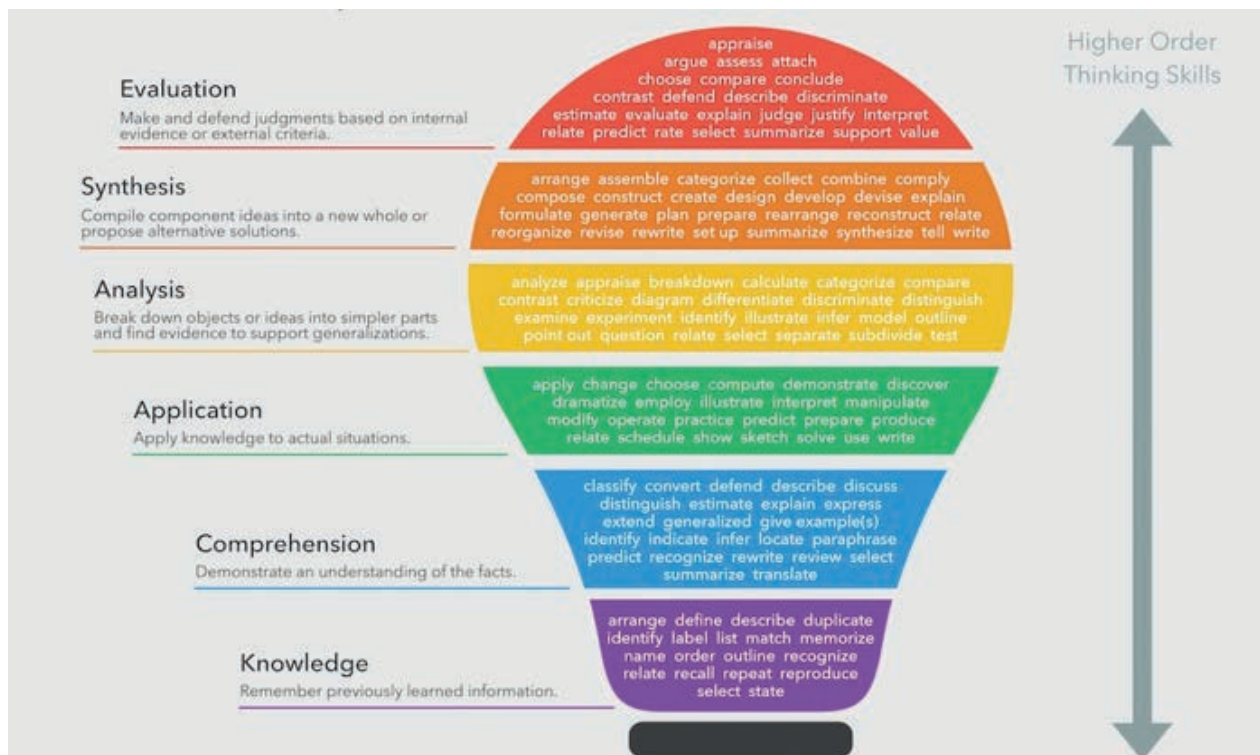 Higher Order
Thinking Skills
Evaluation
Make and defend judgments based on internal
evidence or external criteria.
appraise
argue assess attach
choose compare conclude
contrast defend describe discriminate
estimate evaluate explain judge justify interpret
relate predict rate select summarize support value
Synthesis
Compile component ideas into a new whole or
propose alternative solutions.
arrange assemble categorize collect combine comply
compose construct create design develop devise explain
formulate generate plan prepare rearrange reconstruct relate
reorganize revise rewrite set up summarize synthesize tell write
Analysis
Break down objects or ideas into simpler parts
and find evidence to support generalizations.
analyze appraise breakdown calculate categorize compare
contrast criticize diagram differentiate discriminate distinguish
examine experiment identify illustrate infer model outline
point out question relate select separate subdivide test
Application
Apply knowledge to actual situations.
apply change choose compute demonstrate discover
dramatize employ illustrate interpret manipulate
modify operate practice predict prepare produce
relate schedule show sketch solve use write
Comprehension
Demonstrate an understanding of the facts.
classify convert defend describe discuss
distinguish estimate explain express
extend generalized give example(s)
identify indicate infer locate paraphrase
predict recognize rewrite review select
summarize translate
Knowledge
Remember previously learned information.
arrange define describe duplicate
identify label list match memorize
name order outline recognize
relate recall repeat reproduce
select state